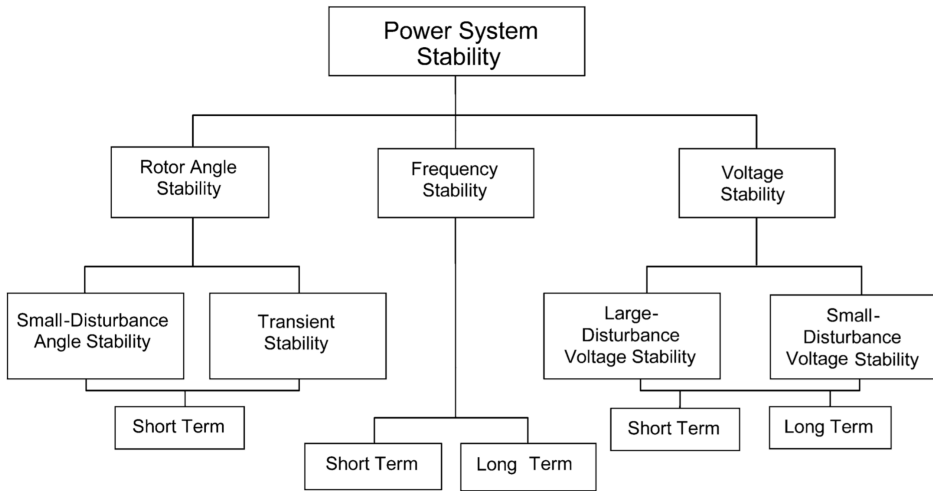 Power System
Stability
Rotor Angle
Stability
Frequency
Stability
Voltage
Stability
Small-Disturbance
Angle Stability
Transient
Stability
Large-
Disturbance
Voltage Stability
Small-
Disturbance
Voltage Stability
Short Term
Short Term
Long Term
Short Term
Long Term